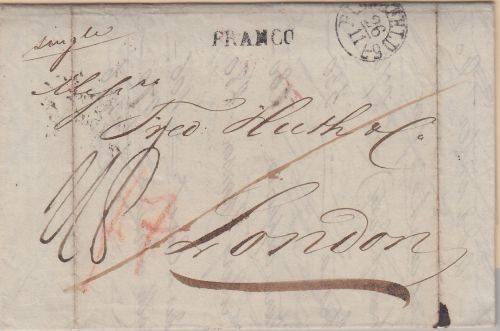 single
FRANCO
Messrs
Fred Huth & Co
London